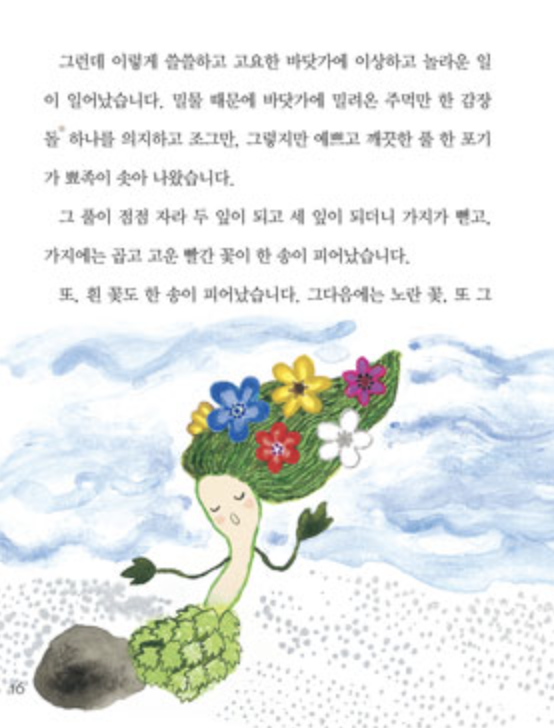 그런데 이렇게 쓸쓸하고 고요한 바닷가에 이상하고 놀라운 일
이 일어났습니다. 밀물 때문에 바닷가에 밀려온 주먹만 한 감장
돌* 하나를 의지하고 조그만, 그렇지만 예쁘고 깨끗한 풀 한 포기
가 뾰족이 솟아 나왔습니다.
그 풀이 점점 자라 두 잎이 되고 세 잎이 되더니 가지가 뻗고,
가지에는 곱고 고운 빨간 꽃이 한 송이 피어났습니다.
또, 흰 꽃도 한 송이 피어났습니다. 그다음에는 노란 꽃, 또 그
16